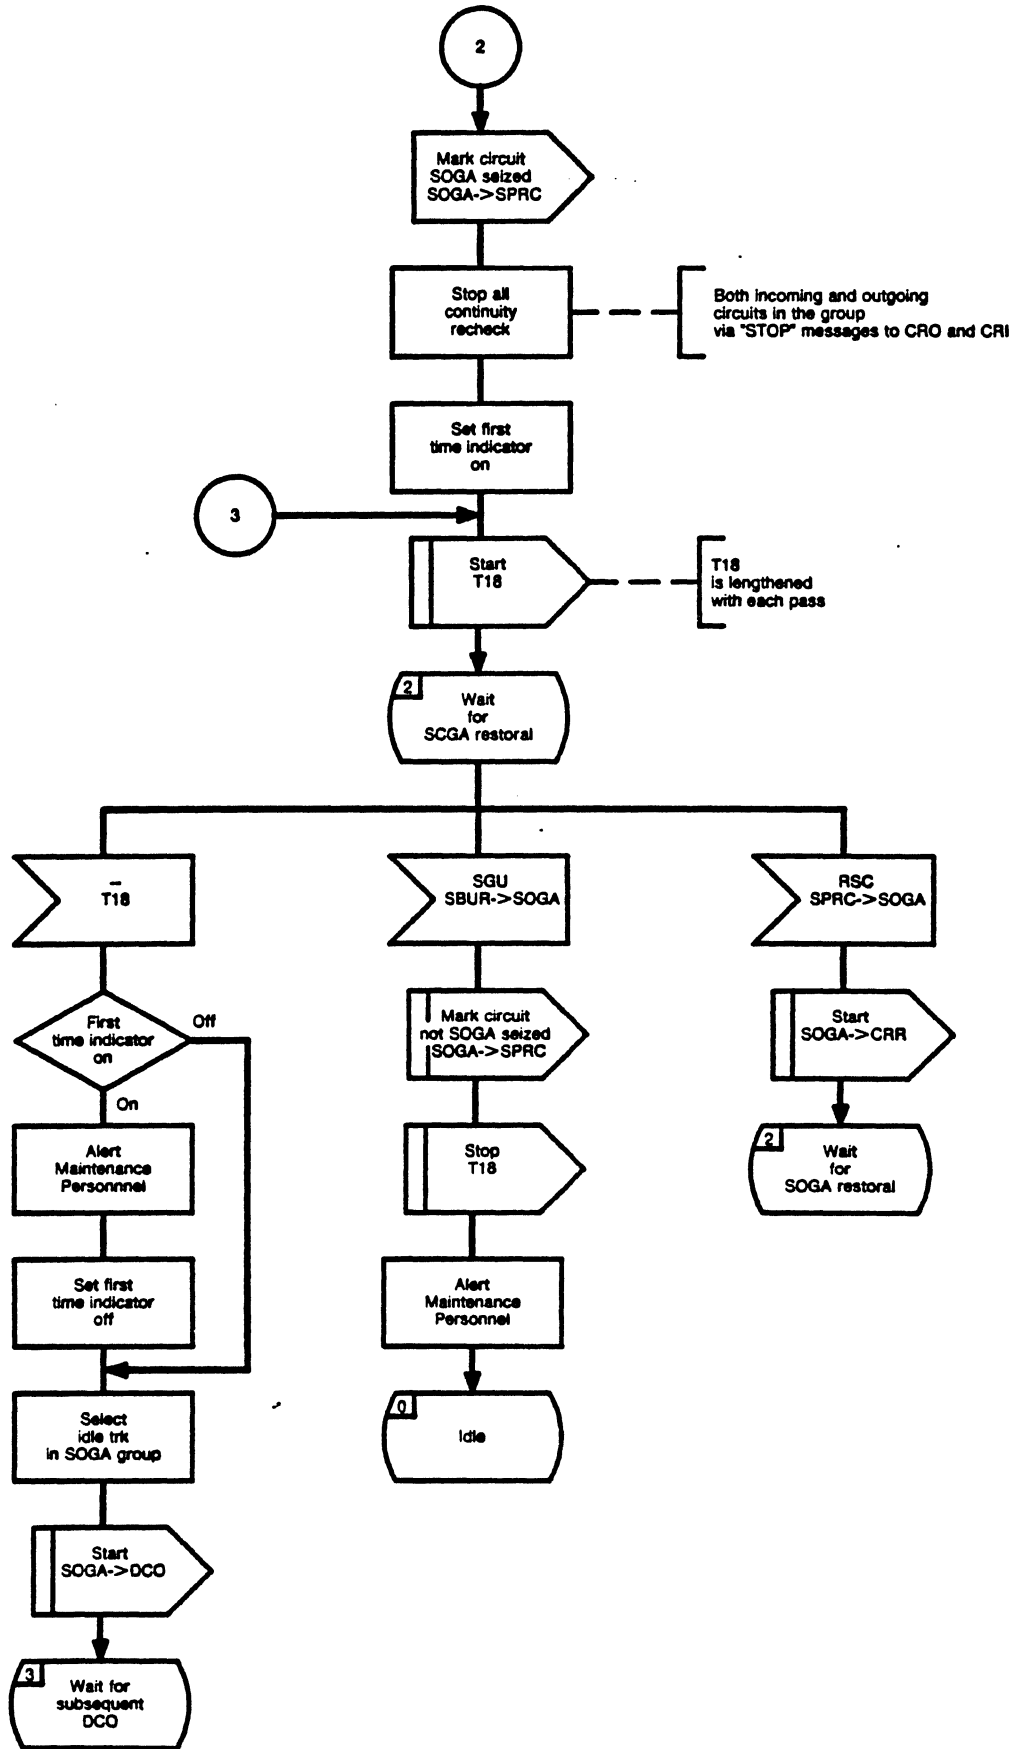 2
Mark circuit
SOGA seized
SOGA->SPRC
Stop all
continuity
recheck
Both incoming and outgoing
circuits in the group
via "STOP" messages to CRO and CRI
Set first
time indicator
on
3
Start
T18
T18
is lengthened
with each pass
2
Wait
for
SCGA restoral
T18
SGU
SBUR->SOGA
RSC
SPRC->SOGA
First
time indicator
on
Off
On
Mark circuit
not SOGA seized
SOGA->SPRC
Start
SOGA->CRR
Alert
Maintenance
Personnnel
Stop
T18
2
Wait
for
SOGA restoral
Set first
time indicator
off
Alert
Maintenance
Personnel
Select
idle trk
in SOGA group
0
Idle
Start
SOGA->DCO
3
Wait for
subsequent
DCO